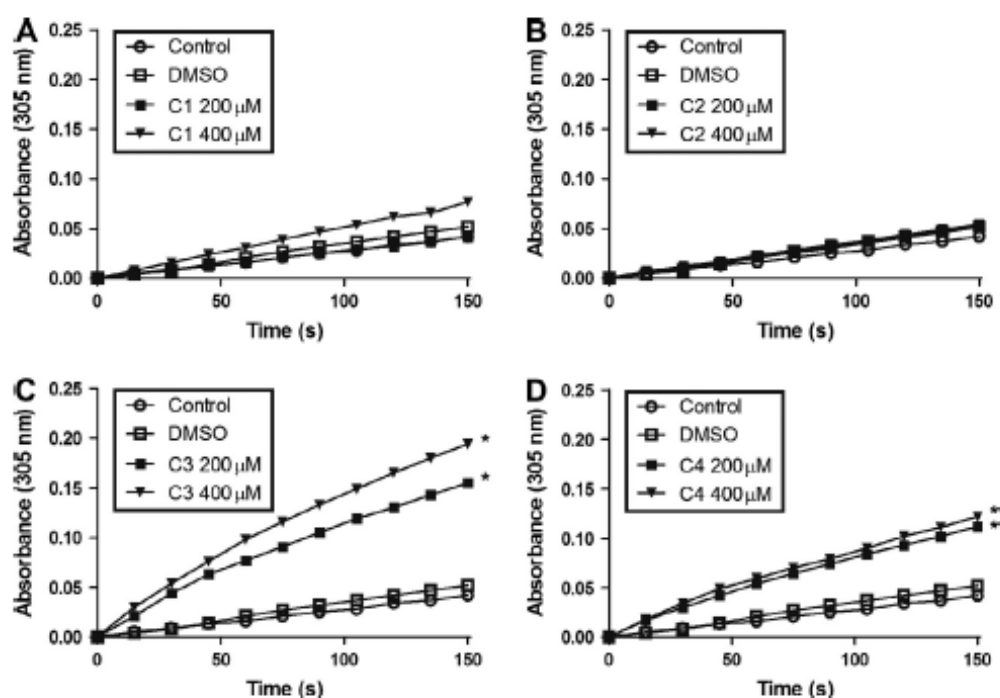 A
Absorbance (305 nm)
0.25
0.20
0.15
0.10
0.05
0.00
Control
DMSO
C1 200 μM
C1 400 μM
0 50 100 150
Time (s)
B
Absorbance (305 nm)
0.25
0.20
0.15
0.10
0.05
0.00
Control
DMSO
C2 200 μM
C2 400 μM
0 50 100 150
Time (s)
C
Absorbance (305 nm)
0.25
0.20
0.15
0.10
0.05
0.00
Control
DMSO
C3 200 μM
C3 400 μM
*
*
0 50 100 150
Time (s)
D
Absorbance (305 nm)
0.25
0.20
0.15
0.10
0.05
0.00
Control
DMSO
C4 200 μM
C4 400 μM
**
**
0 50 100 150
Time (s)